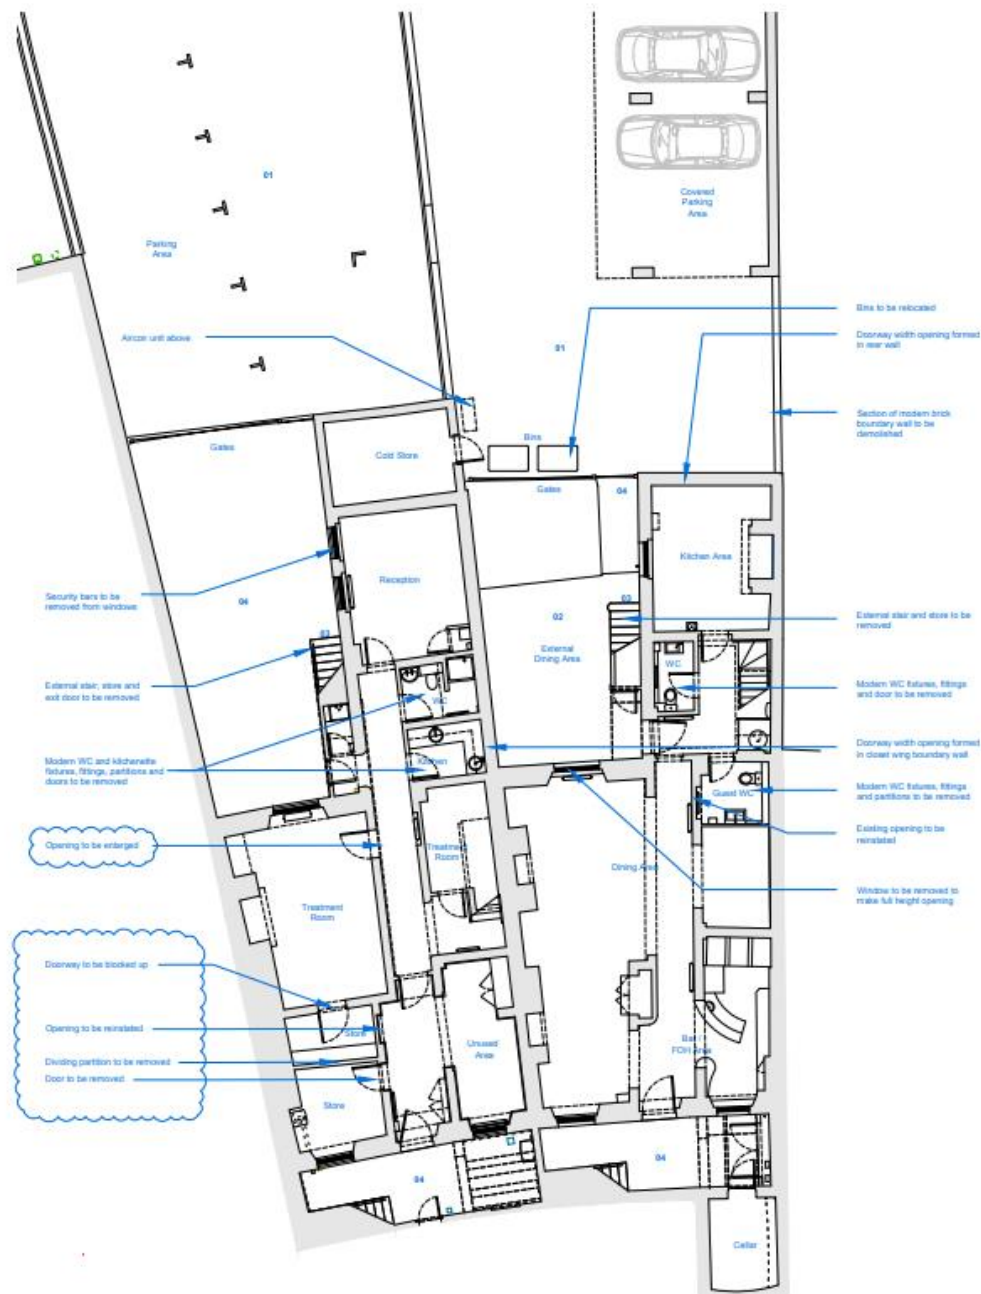 01
Parking
Area
Covered
Parking
Area
Bins to be relocated
Doorway width opening formed
in rear wall
Aircon unit above
01
Section of modern brick
boundary wall to be
demolished
Bins
Gates
Cold Store
Gates
04
Kitchen Area
Reception
Security bars to be
removed from windows
04
03
02
External
Dining Area
External stair and store to be
removed
03
WC
External stair, store and
exit door to be removed
WC
Modern WC fixtures, fittings
and door to be removed
Modern WC and kitchenette
fixtures, fittings, partitions and
doors to be removed
Kitchen
Doorway width opening formed
in closet wing boundary wall
Guest WC
Modern WC fixtures, fittings
and partitions to be removed
Opening to be enlarged
Treatment
Room
Dining Area
Existing opening to be
reinstated
Treatment
Room
Window to be removed to
make full height opening
Doorway to be blocked up
Opening to be reinstated
Store
Unused
Area
Bar
FOH Area
Dividing partition to be removed
Door to be removed
Store
04
04
Cellar